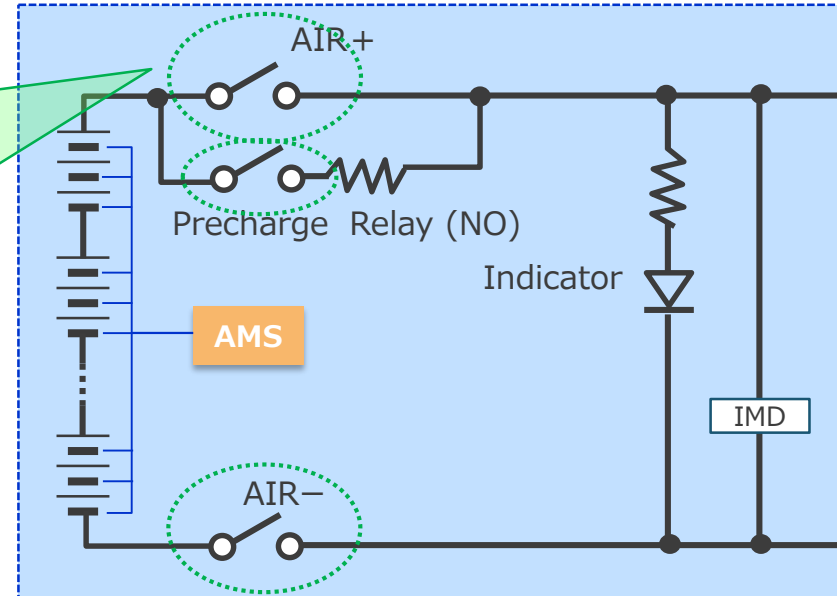 AIR+
Precharge Relay (NO)
Indicator
AMS
IMD
AIR−